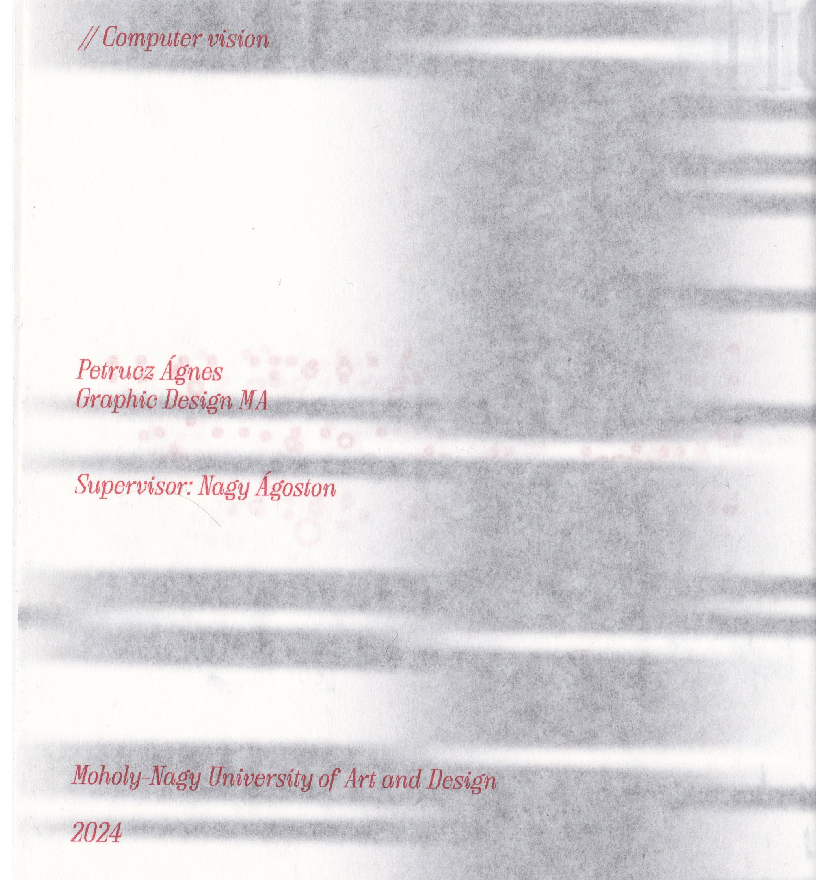 // Computer vision
Petrucz Ágnes
Graphic Design MA
Supervisor: Nagy Ágoston
Moholy-Nagy University of Art and Design
2024